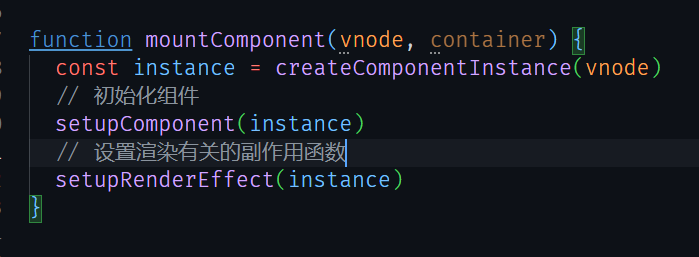 function mountComponent(vnode, container) {
const instance = createComponentInstance(vnode)
// 初始化组件
setupComponent(instance)
// 设置渲染有关的副作用函数
setupRenderEffect(instance)
}